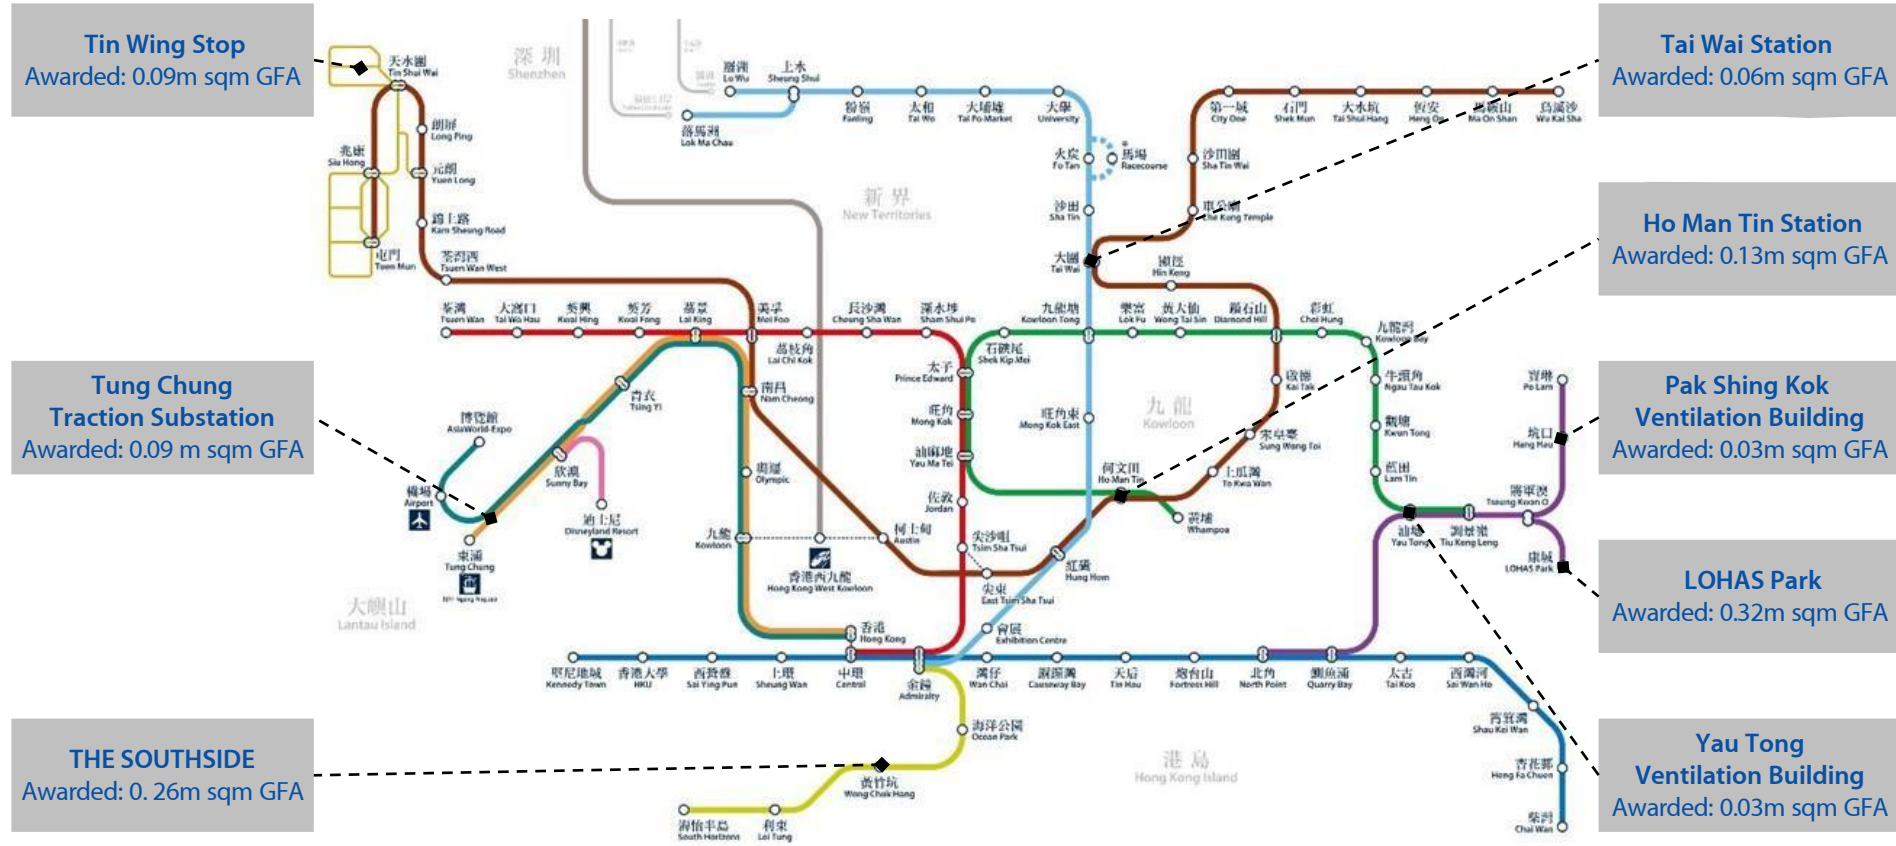 Tin Wing Stop
Awarded: 0.09m sqm GFA
Tung Chung
Traction Substation
Awarded: 0.09 m sqm GFA
THE SOUTHSIDE
Awarded: 0. 26m sqm GFA
Tai Wai Station
Awarded: 0.06m sqm GFA
Ho Man Tin Station
Awarded: 0.13m sqm GFA
Pak Shing Kok
Ventilation Building
Awarded: 0.03m sqm GFA
LOHAS Park
Awarded: 0.32m sqm GFA
Yau Tong
Ventilation Building
Awarded: 0.03m sqm GFA
深圳
Shenzhen
新界
New Territories
九龍
Kowloon
大嶼山
Lantau Island
港島
Hong Kong Island
天水圍
Tin Shui Wai
朗屏
Long Ping
兆康
Siu Hong
元朗
Yuen Long
錦上路
Kam Sheung Road
屯門
Tuen Mun
荃灣西
Tsuen Wan West
羅湖
Lo Wu
上水
Sheung Shui
落馬洲
Lok Ma Chau
粉嶺
Fanling
太和
Tai Wo
大埔墟
Tai Po Market
大學
University
火炭
Fo Tan
馬場
Racecourse
沙田
Sha Tin
大圍
Tai Wai
第一城
City One
石門
Shek Mun
大水坑
Tai Shui Hang
恆安
Heng On
馬鞍山
Ma On Shan
烏溪沙
Wu Kai Sha
沙田圍
Sha Tin Wai
車公廟
Che Kung Temple
顯徑
Hin Keng
荃灣
Tsuen Wan
大窩口
Tai Wo Hau
葵興
Kwai Hing
葵芳
Kwai Fong
荔景
Lai King
美孚
Mei Foo
荔枝角
Lai Chi Kok
長沙灣
Cheung Sha Wan
深水埗
Sham Shui Po
石硤尾
Shek Kip Mei
九龍塘
Kowloon Tong
樂富
Lok Fu
黃大仙
Wong Tai Sin
鑽石山
Diamond Hill
彩虹
Choi Hung
九龍灣
Kowloon Bay
太子
Prince Edward
旺角
Mong Kok
油麻地
Yau Ma Tei
佐敦
Jordan
尖沙咀
Tsim Sha Tsui
尖東
East Tsim Sha Tsui
旺角東
Mong Kok East
啟德
Kai Tak
宋皇臺
Sung Wong Toi
土瓜灣
To Kwa Wan
何文田
Ho Man Tin
黃埔
Whampoa
紅磡
Hung Hom
牛頭角
Ngau Tau Kok
觀塘
Kwun Tong
藍田
Lam Tin
油塘
Yau Tong
調景嶺
Tiu Keng Leng
將軍澳
Tseung Kwan O
寶琳
Po Lam
坑口
Hang Hau
康城
LOHAS Park
青衣
Tsing Yi
南昌
Nam Cheong
奧運
Olympic
九龍
Kowloon
柯士甸
Austin
香港西九龍
Hong Kong West Kowloon
博覽館
AsiaWorld-Expo
機場
Airport
欣澳
Sunny Bay
迪士尼
Disneyland Resort
東涌
Tung Chung
香港
Hong Kong
會展
Exhibition Centre
堅尼地城
Kennedy Town
香港大學
HKU
西營盤
Sai Ying Pun
上環
Sheung Wan
中環
Central
金鐘
Admiralty
灣仔
Wan Chai
銅鑼灣
Causeway Bay
天后
Tin Hau
炮台山
Fortress Hill
北角
North Point
鰂魚涌
Quarry Bay
太古
Tai Koo
西灣河
Sai Wan Ho
筲箕灣
Shau Kei Wan
杏花邨
Heng Fa Chuen
柴灣
Chai Wan
海洋公園
Ocean Park
黃竹坑
Wong Chuk Hang
利東
Lei Tung
海怡半島
South Horizons